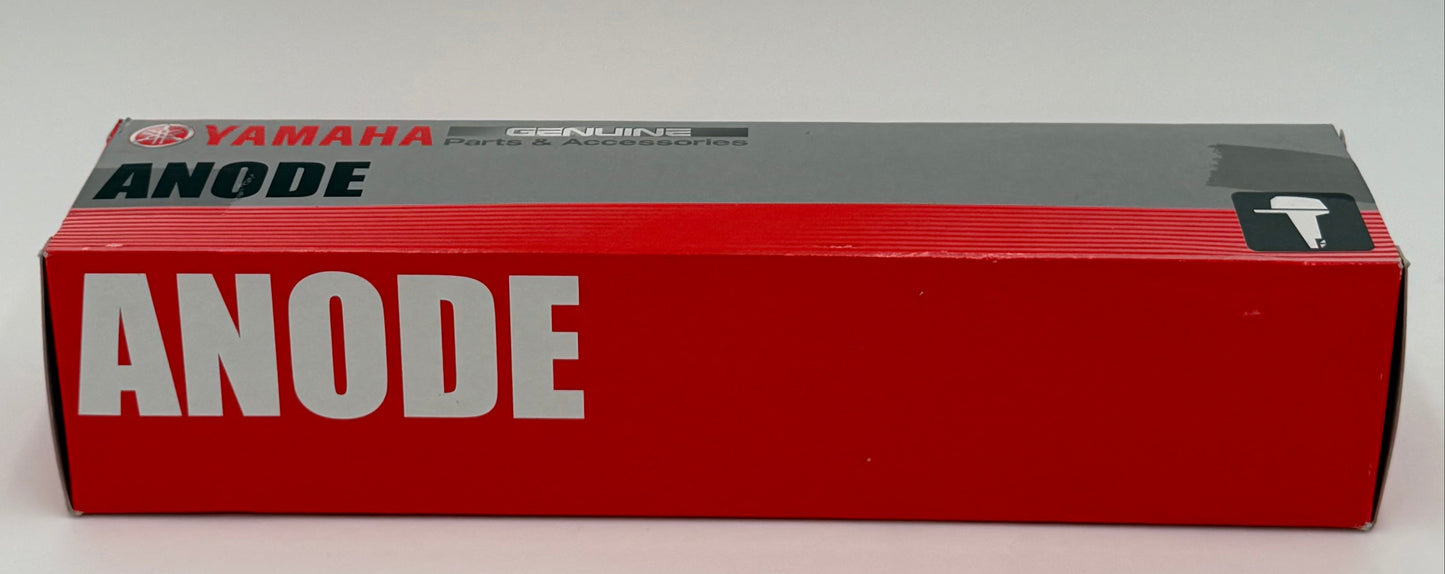 YAMAHA GENUINE
Parts & Accessories
ANODE
ANODE